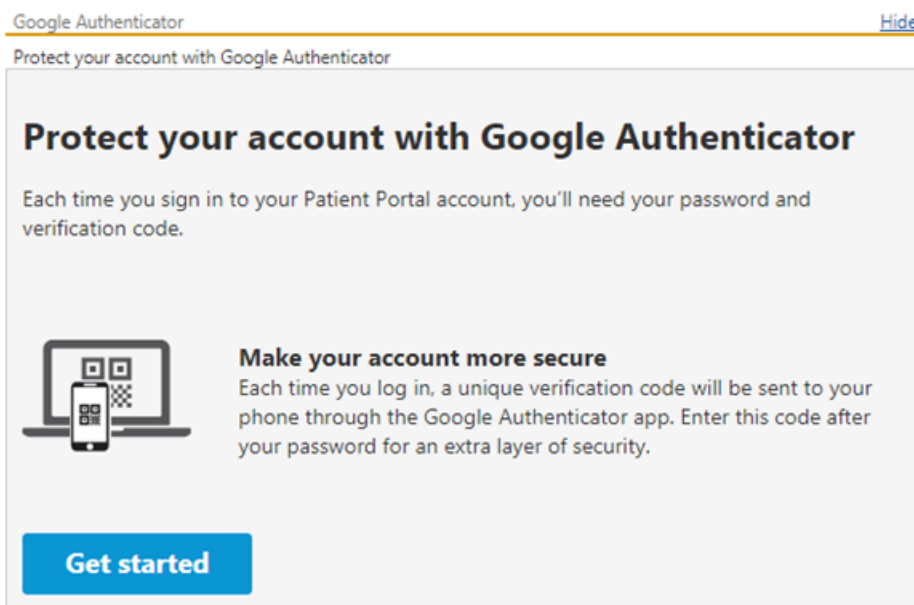 Google Authenticator
Hide
Protect your account with Google Authenticator
Protect your account with Google Authenticator
Each time you sign in to your Patient Portal account, you'll need your password and
verification code.
Make your account more secure
Each time you log in, a unique verification code will be sent to your
phone through the Google Authenticator app. Enter this code after
your password for an extra layer of security.
Get started